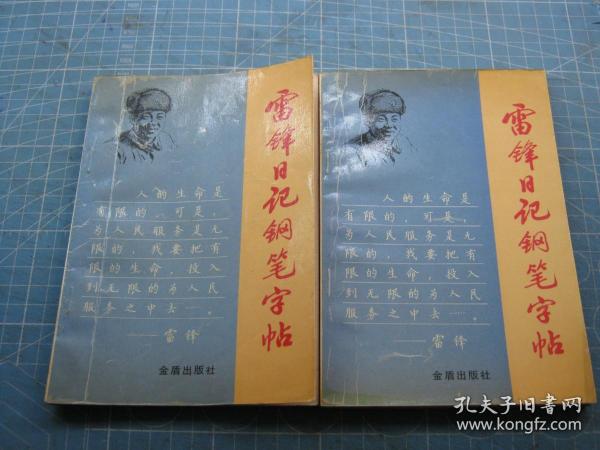 雷锋日记钢笔字帖
人的生命是
有限的，可是，
为人民服务是无
限的，我要把有
限的生命，投入
到无限的为人民
服务之中去……。
——雷锋
金盾出版社
雷锋日记钢笔字帖
人的生命是
有限的，可是，
为人民服务是无
限的，我要把有
限的生命，投入
到无限的为人民
服务之中去……。
——雷锋
金盾出版社
孔夫子旧书网
www.kongfz.com